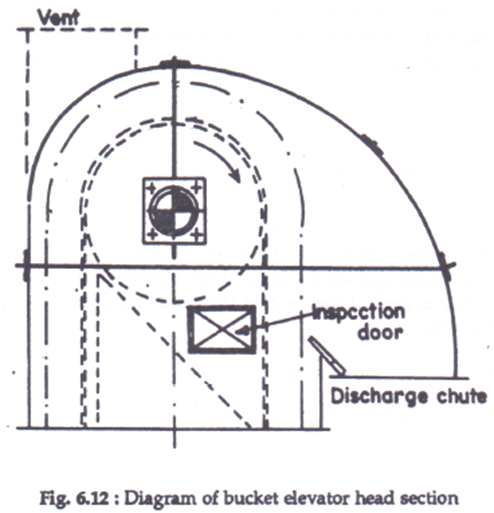 Vent
Inspection
door
Discharge chute
Fig. 6.12 : Diagram of bucket elevator head section